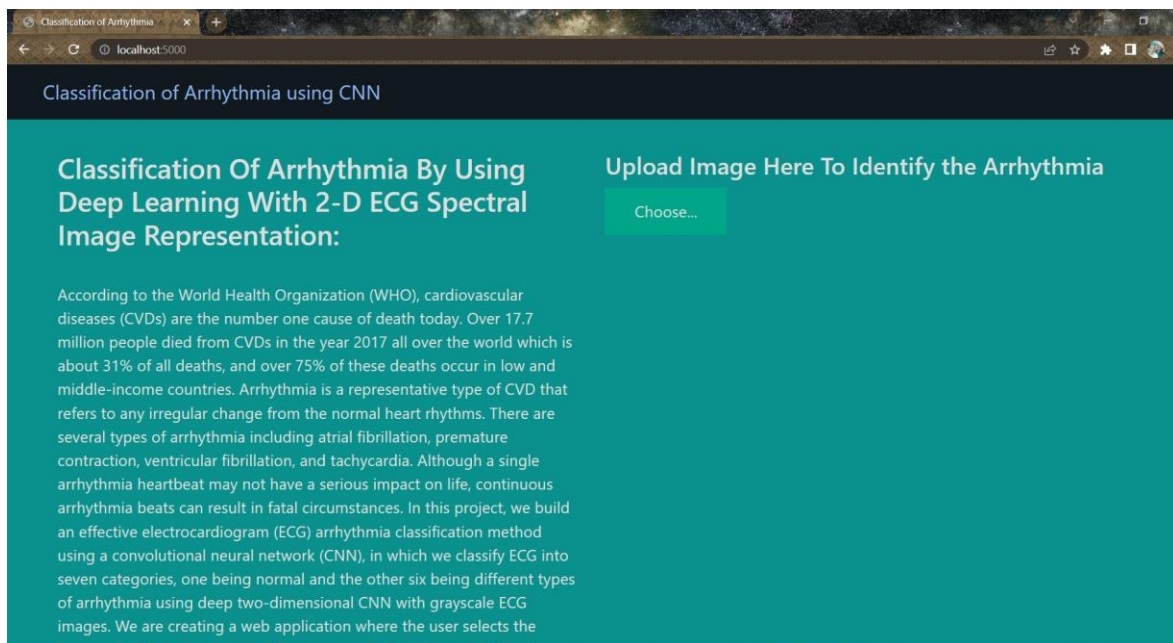 Classification of Arrhythmia
localhost:5000
Classification of Arrhythmia using CNN
Classification Of Arrhythmia By Using
Deep Learning With 2-D ECG Spectral
Image Representation:
According to the World Health Organization (WHO), cardiovascular
diseases (CVDs) are the number one cause of death today. Over 17.7
million people died from CVDs in the year 2017 all over the world which is
about 31% of all deaths, and over 75% of these deaths occur in low and
middle-income countries. Arrhythmia is a representative type of CVD that
refers to any irregular change from the normal heart rhythms. There are
several types of arrhythmia including atrial fibrillation, premature
contraction, ventricular fibrillation, and tachycardia. Although a single
arrhythmia heartbeat may not have a serious impact on life, continuous
arrhythmia beats can result in fatal circumstances. In this project, we build
an effective electrocardiogram (ECG) arrhythmia classification method
using a convolutional neural network (CNN), in which we classify ECG into
seven categories, one being normal and the other six being different types
of arrhythmia using deep two-dimensional CNN with grayscale ECG
images. We are creating a web application where the user selects the
Upload Image Here To Identify the Arrhythmia
Choose...